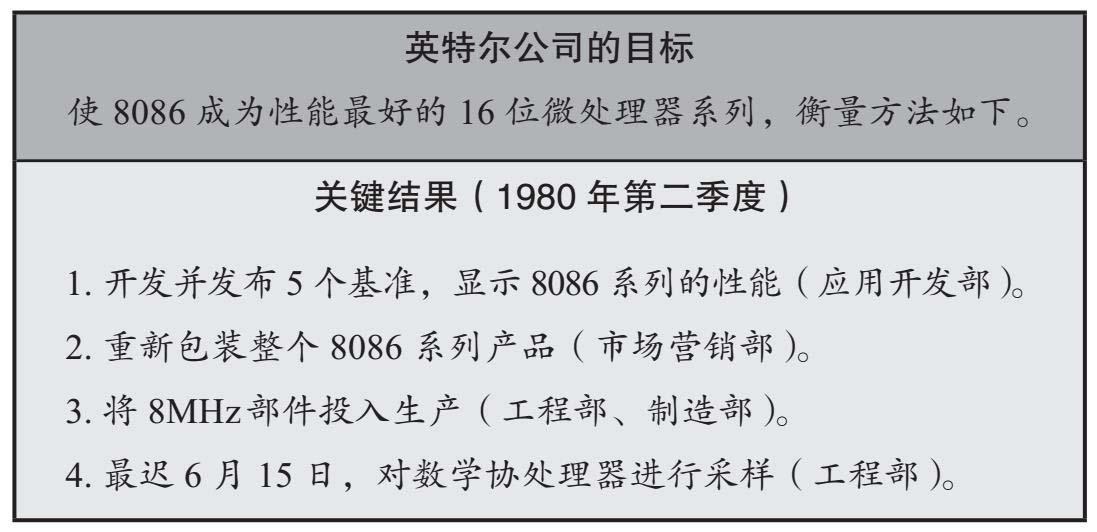 英特尔公司的目标
使 8086 成为性能最好的 16 位微处理器系列，衡量方法如下。
关键结果（1980 年第二季度）
1. 开发并发布 5 个基准，显示 8086 系列的性能（应用开发部）。
2. 重新包装整个 8086 系列产品（市场营销部）。
3. 将 8MHz 部件投入生产（工程部、制造部）。
4. 最迟 6 月 15 日，对数学协处理器进行采样（工程部）。